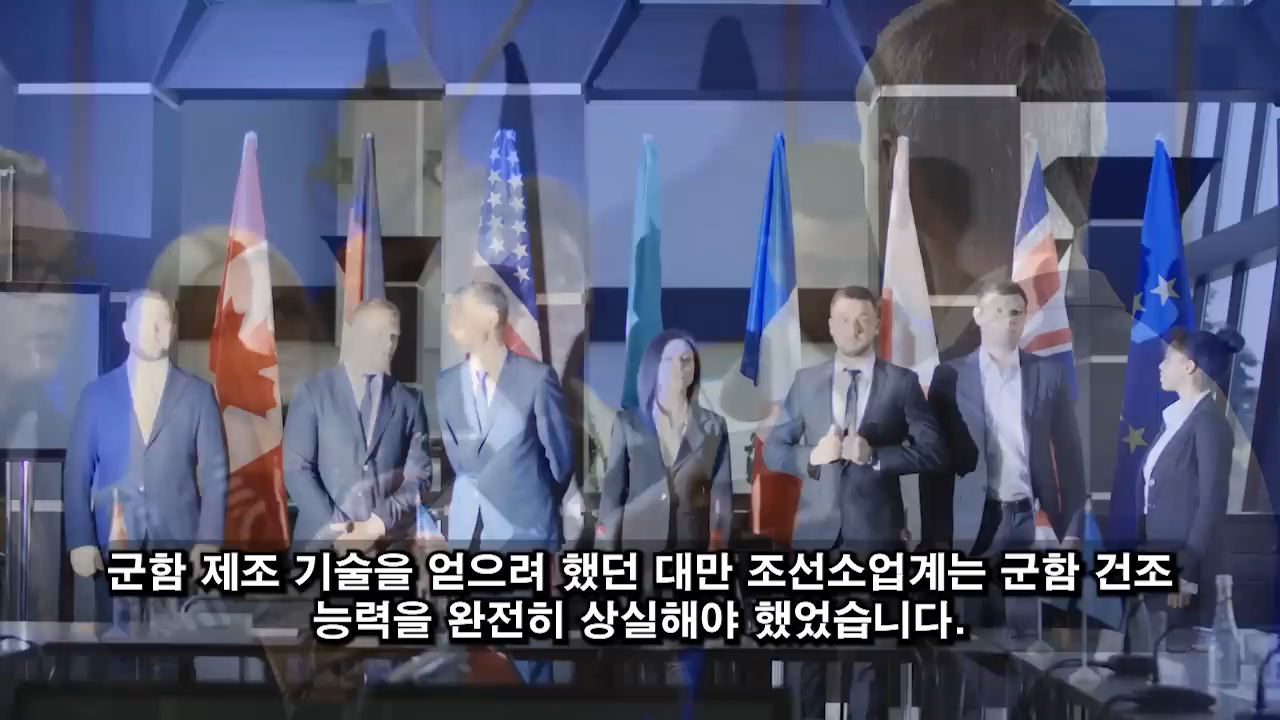 군함 제조 기술을 얻으려 했던 대만 조선소업계는 군함 건조
능력을 완전히 상실해야 했었습니다.